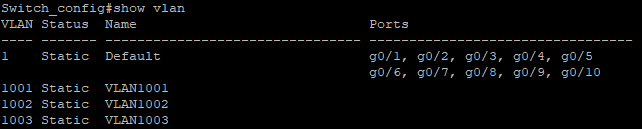 Switch_config#show vlan
VLAN Status  Name                             Ports
---- ------- -------------------------------- ---------------------------------
1    Static  Default                          g0/1, g0/2, g0/3, g0/4, g0/5
                                              g0/6, g0/7, g0/8, g0/9, g0/10
1001 Static  VLAN1001
1002 Static  VLAN1002
1003 Static  VLAN1003